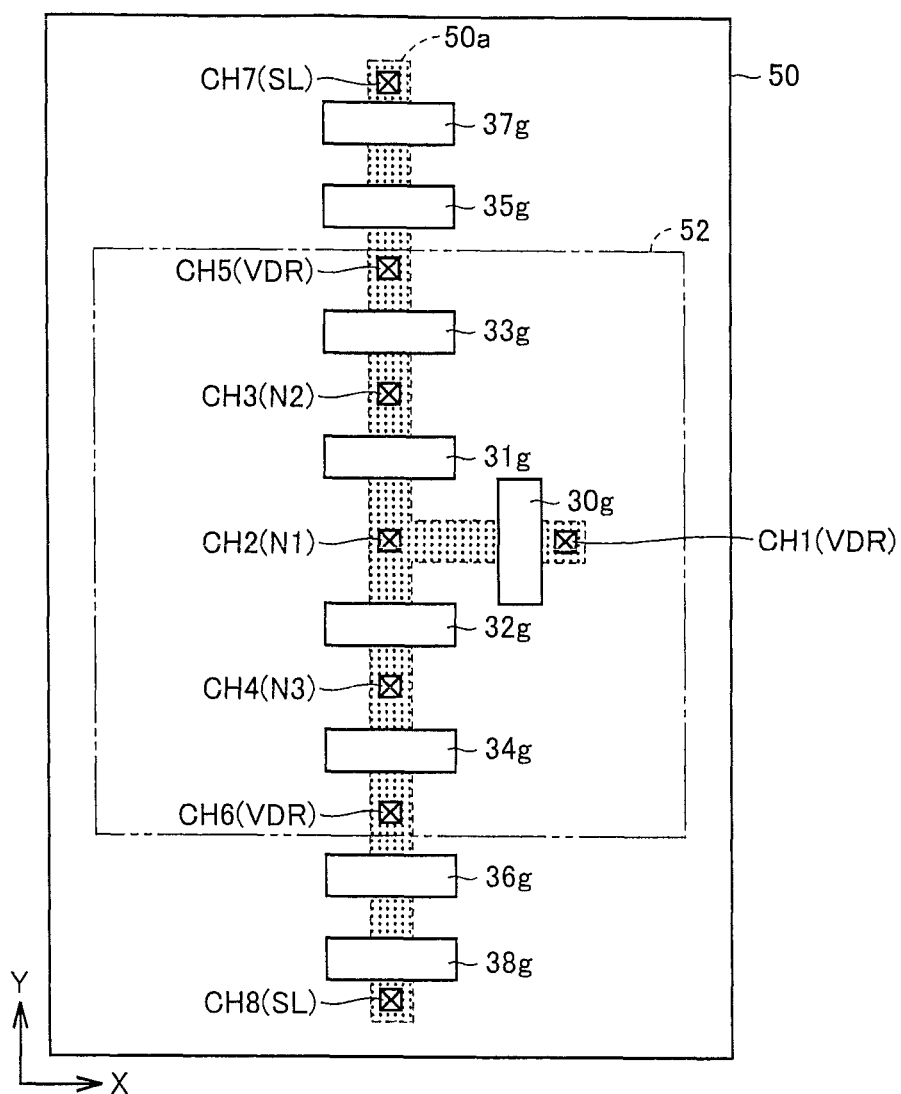 50a
CH7(SL)
50
37g
35g
52
CH5(VDR)
33g
CH3(N2)
31g
30g
CH2(N1)
CH1(VDR)
32g
CH4(N3)
34g
CH6(VDR)
36g
38g
CH8(SL)
Y
X